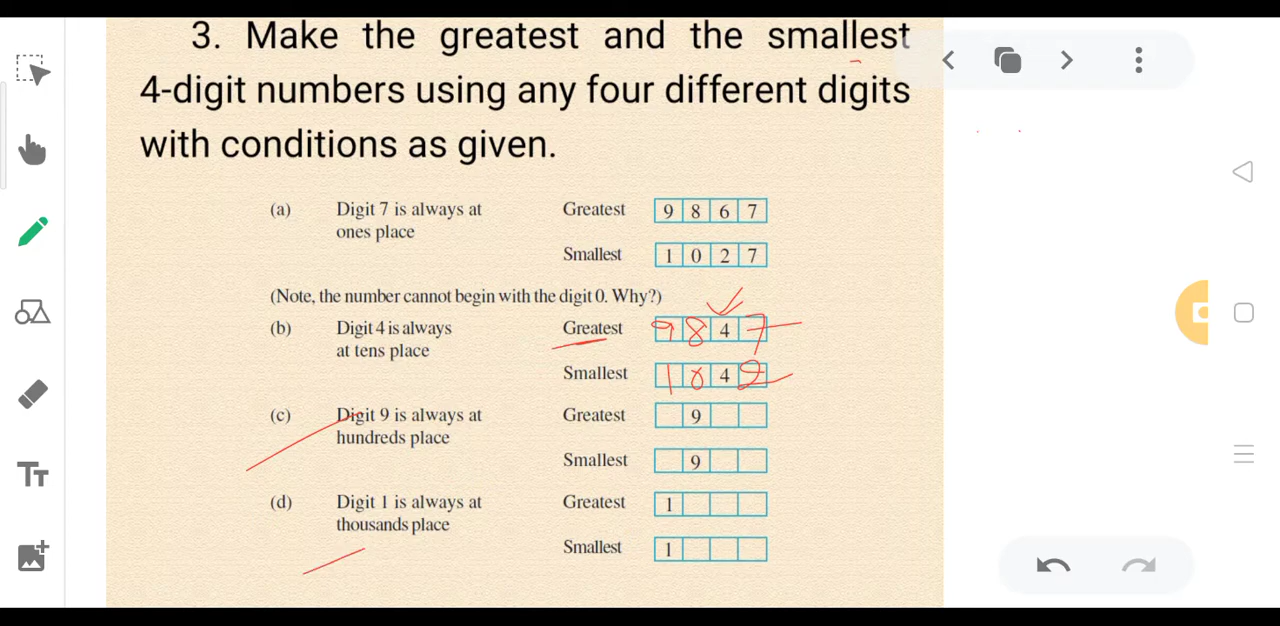 3. Make the greatest and the smallest
4-digit numbers using any four different digits
with conditions as given.
(a) Digit 7 is always at Greatest 9 8 6 7
ones place
Smallest 1 0 2 7
(Note, the number cannot begin with the digit 0. Why?)
(b) Digit 4 is always Greatest 9 8 4 7
at tens place
Smallest 1 0 4 2
(c) Digit 9 is always at Greatest 9
hundreds place
Smallest 9
(d) Digit 1 is always at Greatest 1
thousands place
Smallest 1
TT